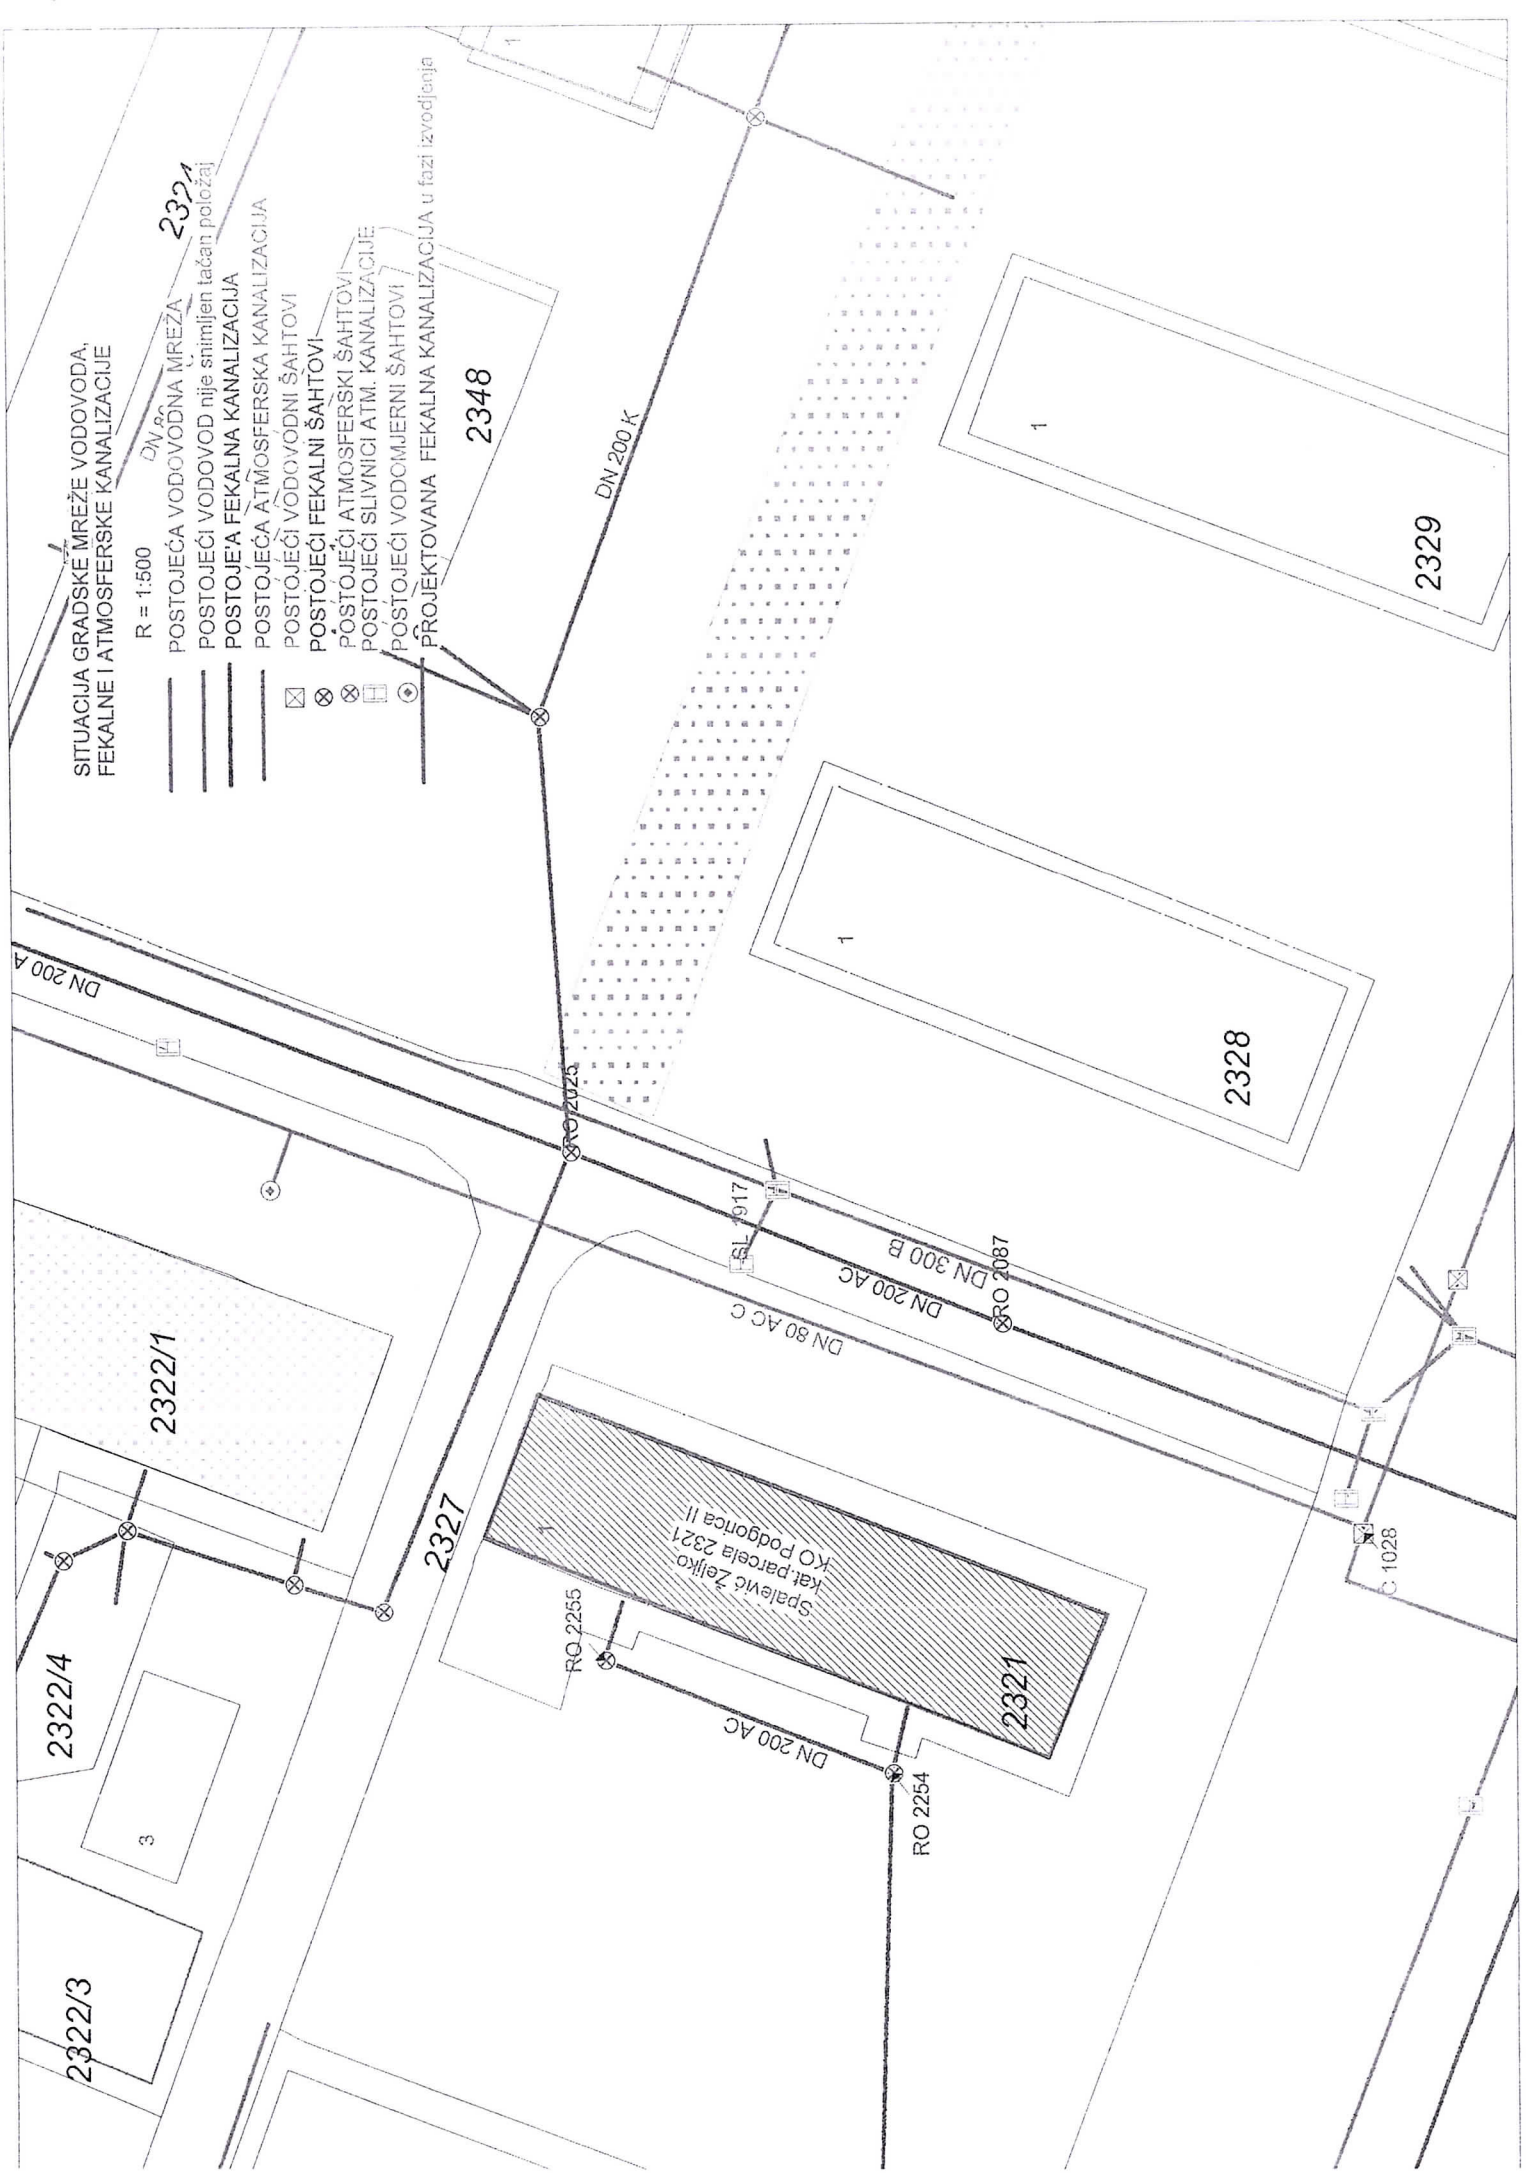 SITUACIJA GRADSKE MREŽE VODOVODA,
FEKALNE I ATMOSFERSKE KANALIZACIJE
R = 1:500
POSTOJEĆA VODOVODNA MREŽA
POSTOJEĆI VODOVOD nije snimljen tačan položaj
POSTOJE'A FEKALNA KANALIZACIJA
POSTOJEĆA ATMOSFERSKA KANALIZACIJA
POSTOJEĆI VODOVODNI ŠAHTOVI
POSTOJEĆI FEKALNI ŠAHTOVI
POSTOJEĆI ATMOSFERSKI ŠAHTOVI
POSTOJEĆI SLIVNICI ATM. KANALIZACIJE
POSTOJEĆI VODOMJERNI ŠAHTOVI
PROJEKTOVANA FEKALNA KANALIZACIJA u fazi izvodjenja
1
2348
DN 200 K
1
2329
1
2328
DN 200 A
RO 2025
SL 1917
DN 300 B
DN 200 AC
RO 2087
DN 80 AC C
C 1028
2322/1
2327
1
Spalević Željko
kat.parcela 2321
KO Podgorica II
2321
RO 2255
DN 200 AC
RO 2254
2322/4
3
2322/3